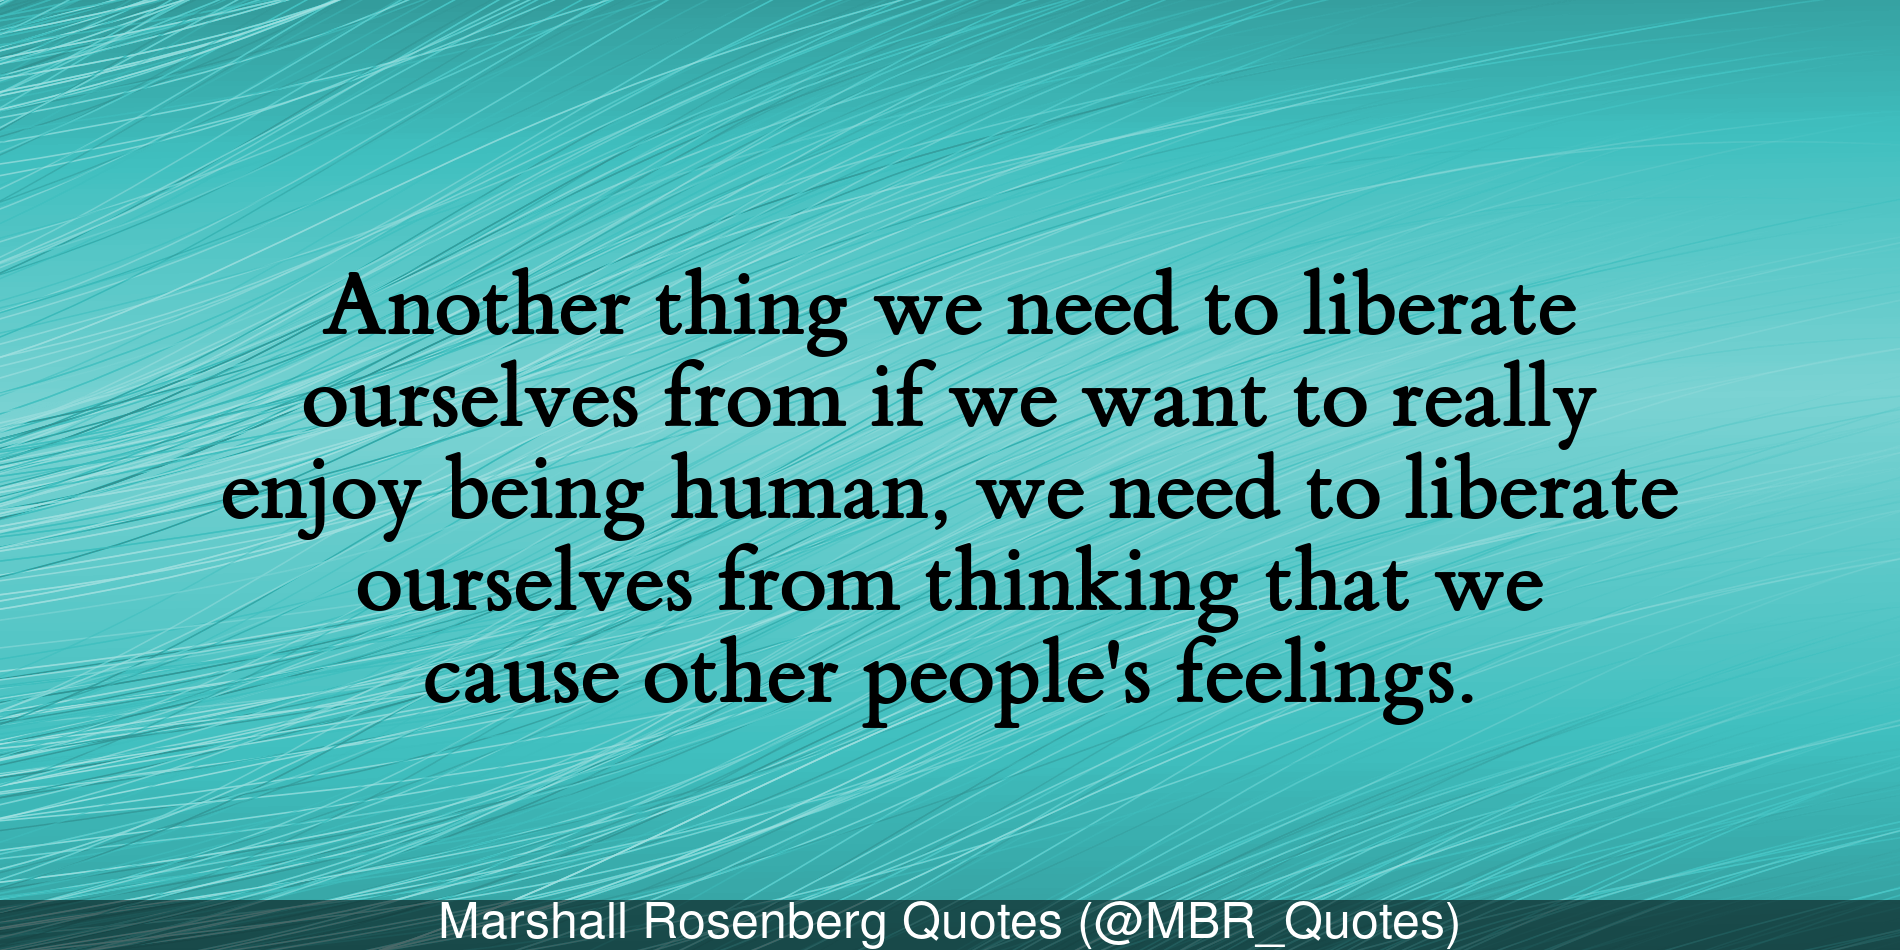 Another thing we need to liberate
ourselves from if we want to really
enjoy being human, we need to liberate
ourselves from thinking that we
cause other people's feelings.
Marshall Rosenberg Quotes (@MBR_Quotes)